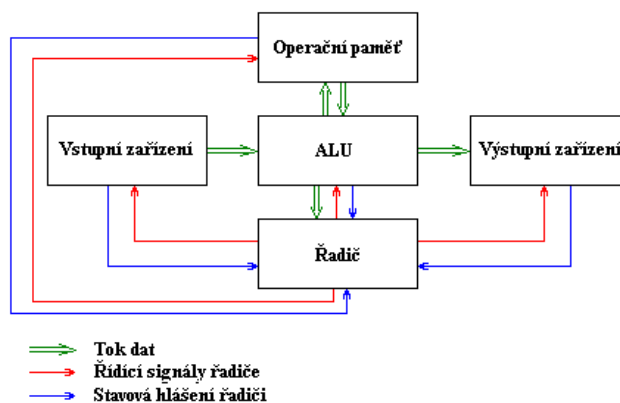 Operační paměť
Vstupní zařízení
ALU
Výstupní zařízení
Řadič
Tok dat
Řídící signály řadiče
Stavová hlášení řadiči